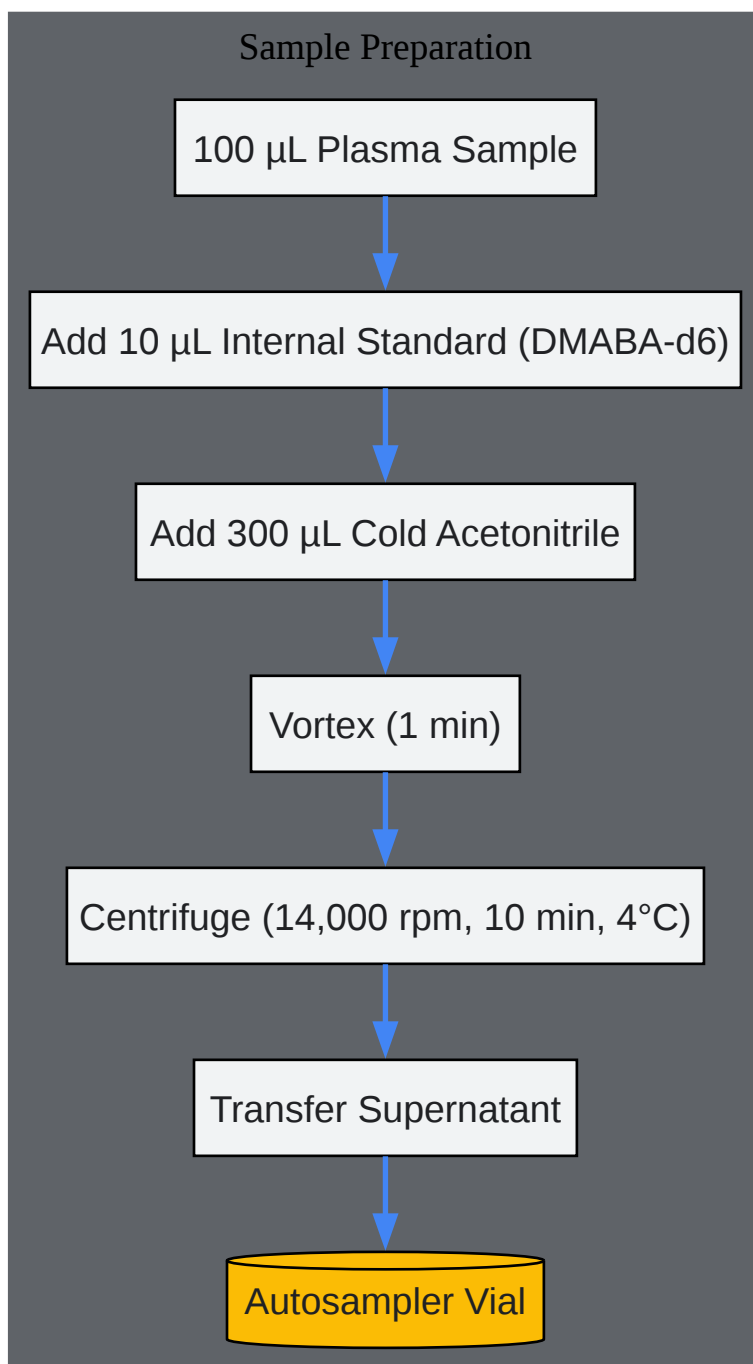 Sample Preparation
100 µL Plasma Sample
Add 10 µL Internal Standard (DMABA-d6)
Add 300 µL Cold Acetonitrile
Vortex (1 min)
Centrifuge (14,000 rpm, 10 min, 4°C)
Transfer Supernatant
Autosampler Vial